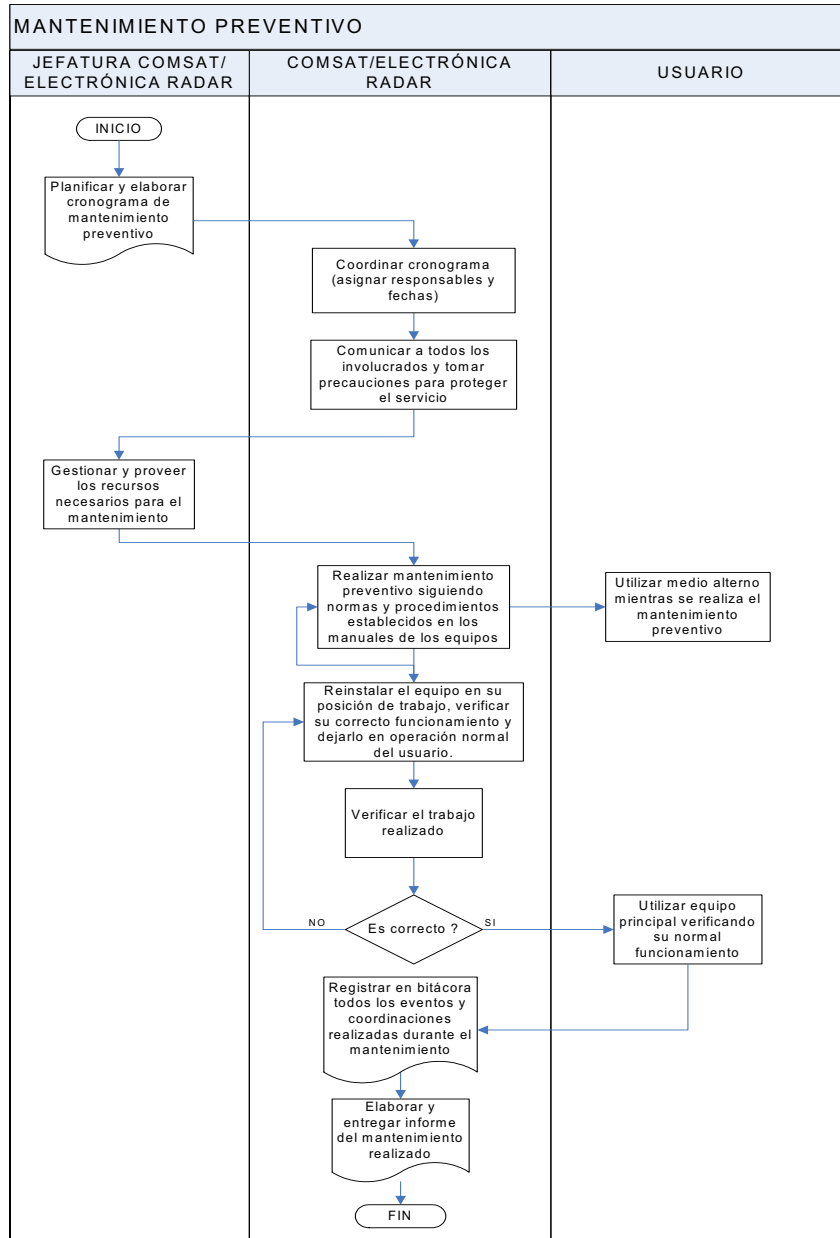 MANTENIMIENTO PREVENTIVO
JEFATURA COMSAT/
ELECTRÓNICA RADAR
COMSAT/ELECTRÓNICA
RADAR
USUARIO
INICIO
Planificar y elaborar
cronograma de
mantenimiento
preventivo
Coordinar cronograma
(asignar responsables y
fechas)
Comunicar a todos los
involucrados y tomar
precauciones para proteger
el servicio
Gestionar y proveer
los recursos
necesarios para el
mantenimiento
Realizar mantenimiento
preventivo siguiendo
normas y procedimientos
establecidos en los
manuales de los equipos
Utilizar medio alterno
mientras se realiza el
mantenimiento
preventivo
Reinstalar el equipo en su
posición de trabajo, verificar
su correcto funcionamiento y
dejarlo en operación normal
del usuario.
Verificar el trabajo
realizado
NO
Es correcto ?
SI
Utilizar equipo
principal verificando
su normal
funcionamiento
Registrar en bitácora
todos los eventos y
coordinaciones
realizadas durante el
mantenimiento
Elaborar y
entregar informe
del mantenimiento
realizado
FIN